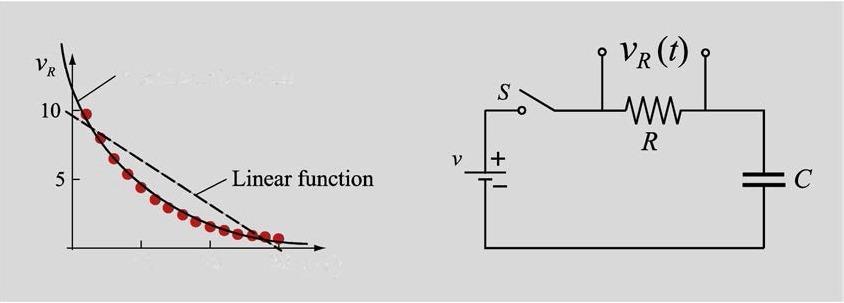 v_R
10
5
Linear function
S
v_R(t)
R
v
+
−
C